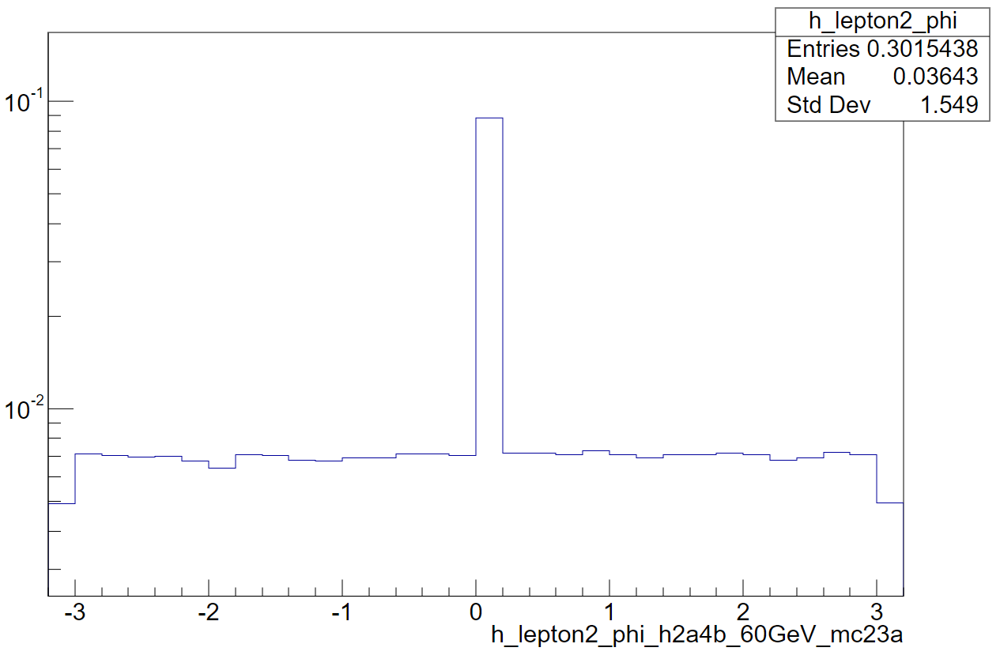 h_lepton2_phi
Entries 0.3015438
Mean 0.03643
Std Dev 1.549
10^-1
10^-2
-3 -2 -1 0 1 2 3
h_lepton2_phi_h2a4b_60GeV_mc23a